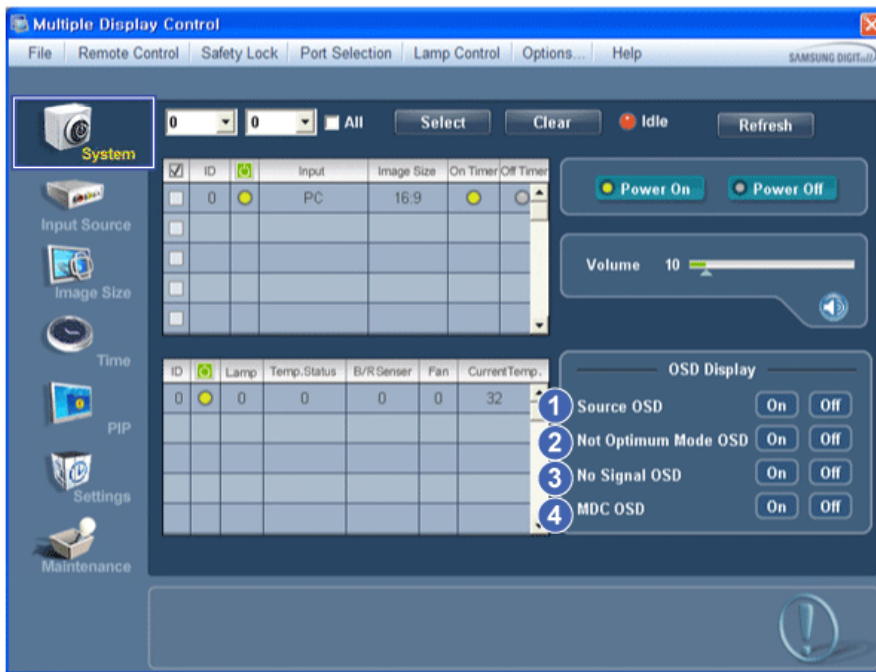 Multiple Display Control
File Remote Control Safety Lock Port Selection Lamp Control Options... Help SAMSUNG DIGITall
System
0 0 All Select Clear Idle Refresh
ID Input Image Size On Timer Off Timer
0 PC 16:9
Power On Power Off
Input Source
Volume 10
Image Size
Time
ID Lamp Temp.Status B/R Senser Fan CurrentTemp.
0 0 0 0 0 32
OSD Display
1 Source OSD On Off
2 Not Optimum Mode OSD On Off
3 No Signal OSD On Off
4 MDC OSD On Off
PIP
Settings
Maintenance